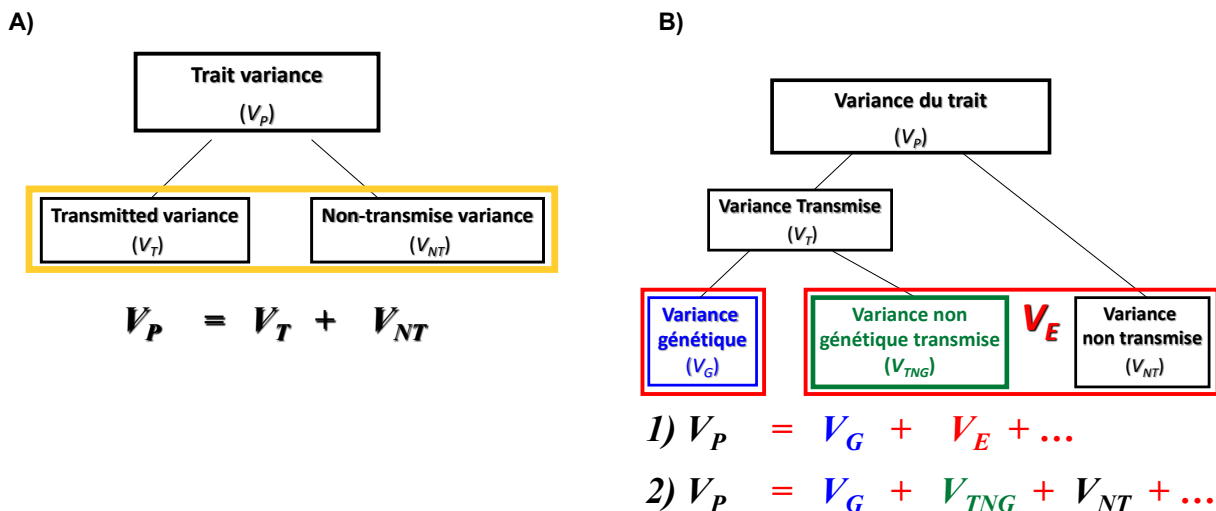 A)
Trait variance
(VP)
Transmitted variance
(VT)
Non-transmise variance
(VNT)
VP = VT + VNT
B)
Variance du trait
(VP)
Variance Transmise
(VT)
Variance
génétique
(VG)
Variance non
génétique transmise
(VTNG)
VE
Variance
non transmise
(VNT)
1) VP = VG + VE + ...
2) VP = VG + VTNG + VNT + ...